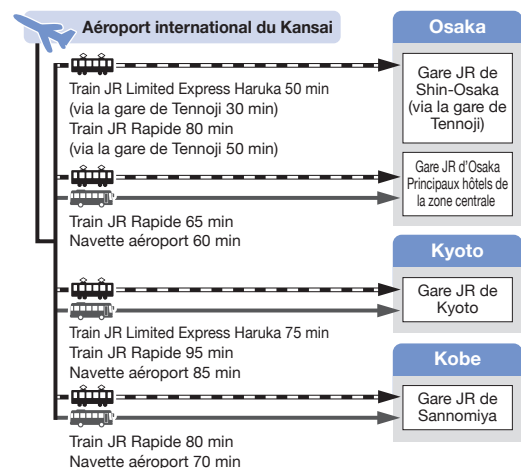 Aéroport international du Kansai
Osaka
Train JR Limited Express Haruka 50 min
(via la gare de Tennoji 30 min)
Train JR Rapide 80 min
(via la gare de Tennoji 50 min)
Gare JR de
Shin-Osaka
(via la gare de
Tennoji)
Train JR Rapide 65 min
Navette aéroport 60 min
Gare JR d'Osaka
Principaux hôtels de
la zone centrale
Kyoto
Train JR Limited Express Haruka 75 min
Train JR Rapide 95 min
Navette aéroport 85 min
Gare JR de
Kyoto
Kobe
Train JR Rapide 80 min
Navette aéroport 70 min
Gare JR de
Sannomiya